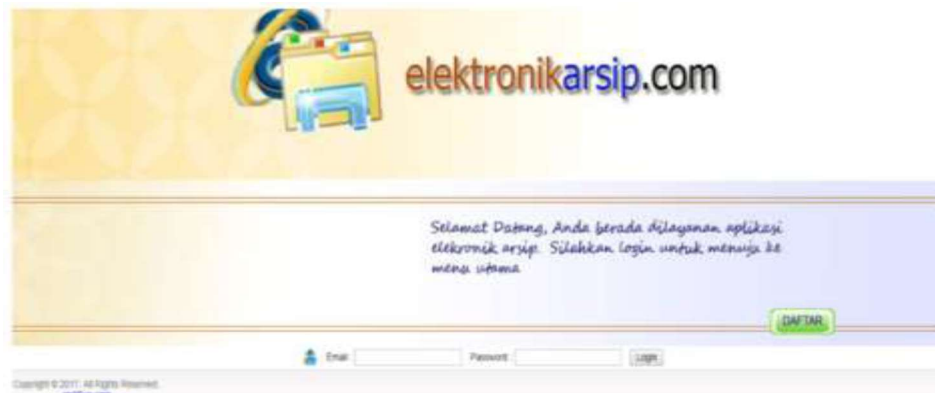 elektronikarsip.com
Selamat Datang, Anda berada dilayanan aplikasi
elekronik arsip. Silahkan login untuk menuju ke
menu utama
DAFTAR
Email Password Login
Copyright © 2011. All Rights Reserved.